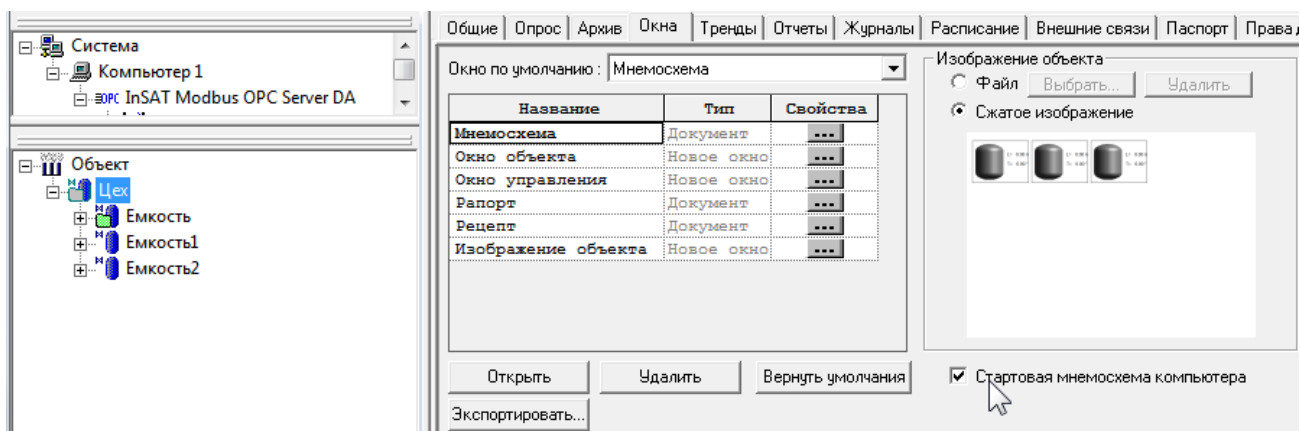 Система
Компьютер 1
OPC InSAT Modbus OPC Server DA
Объект
Цех
Емкость
Емкость1
Емкость2
Общие Опрос Архив Окна Тренды Отчеты Журналы Расписание Внешние связи Паспорт Права
Окно по умолчанию : Мнемосхема
Название Тип Свойства
Мнемосхема Документ ...
Окно объекта Новое окно ...
Окно управления Новое окно ...
Рапорт Документ ...
Рецепт Документ ...
Изображение объекта Новое окно ...
Открыть Удалить Вернуть умолчания
Экспортировать...
Изображение объекта
Файл Выбрать... Удалить
Сжатое изображение
Стартовая мнемосхема компьютера